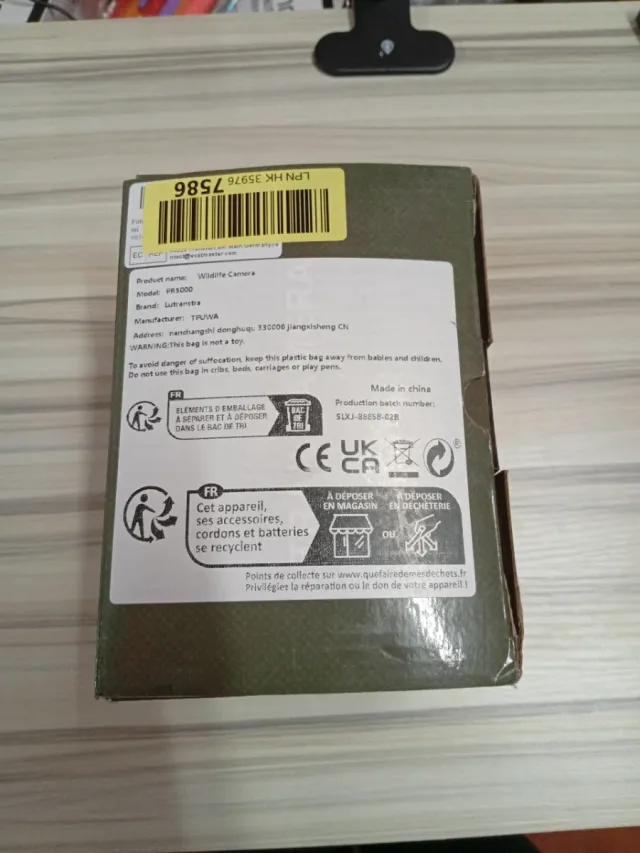 LPN HK 35976
7586
EC REP
Product name: Wildlife Camera
Model: PR5000
Brand: Lutranstra
Manufacturer: TPUWA
Address: nanchangshi donghuqi, 330006 jiangxisheng CN
WARNING:This bag is not a toy.
To avoid danger of suffocation, keep this plastic bag away from babies and children.
Do not use this bag in cribs, beds, carriages or play pens.
Made in china
Production batch number:
FR
ÉLÉMENTS D'EMBALLAGE
À SÉPARER ET À DÉPOSER
DANS LE BAC DE TRI
BAC
DE
TRI
CE UK
CA
FR
Cet appareil,
ses accessoires,
cordons et batteries
se recyclent
À DÉPOSER
EN MAGASIN
OU
À DÉPOSER
EN DÉCHÈTERIE
Points de collecte sur www.quefairedemesdechets.fr
Privilégiez la réparation ou le don de votre appareil !